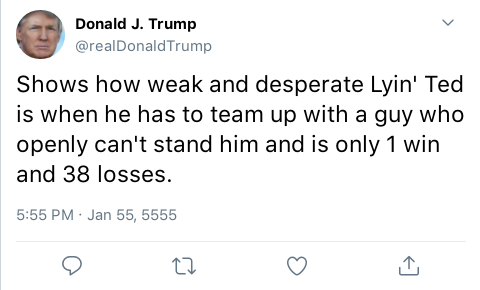 Donald J. Trump
@realDonaldTrump
Shows how weak and desperate Lyin' Ted
is when he has to team up with a guy who
openly can't stand him and is only 1 win
and 38 losses.
5:55 PM · Jan 55, 5555